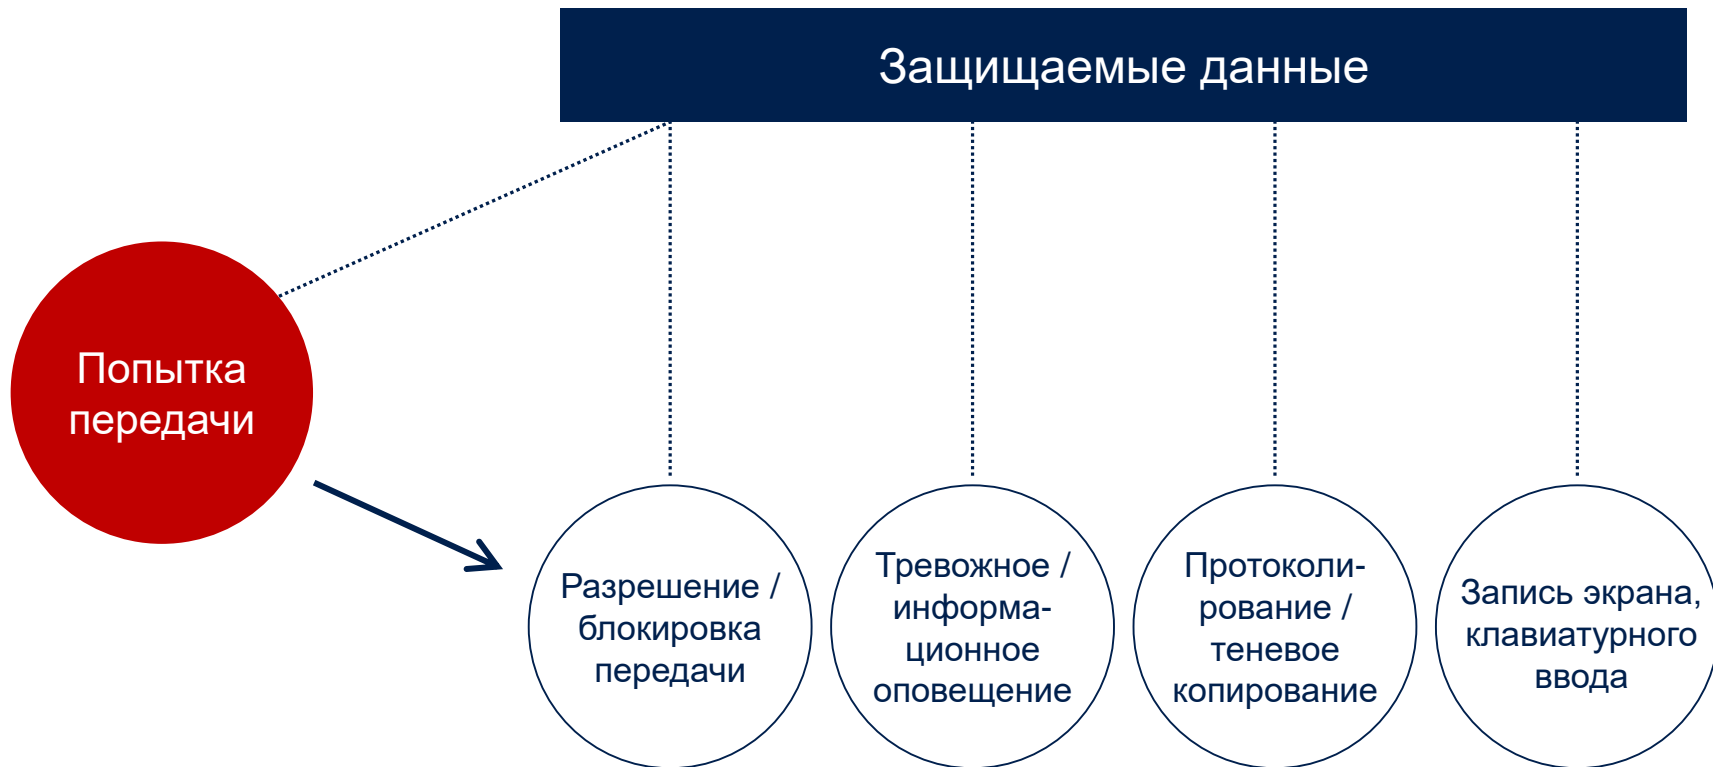 Защищаемые данные
Попытка
передачи
Разрешение /
блокировка
передачи
Тревожное /
информа-
ционное
оповещение
Протоколи-
рование /
теневое
копирование
Запись экрана,
клавиатурного
ввода